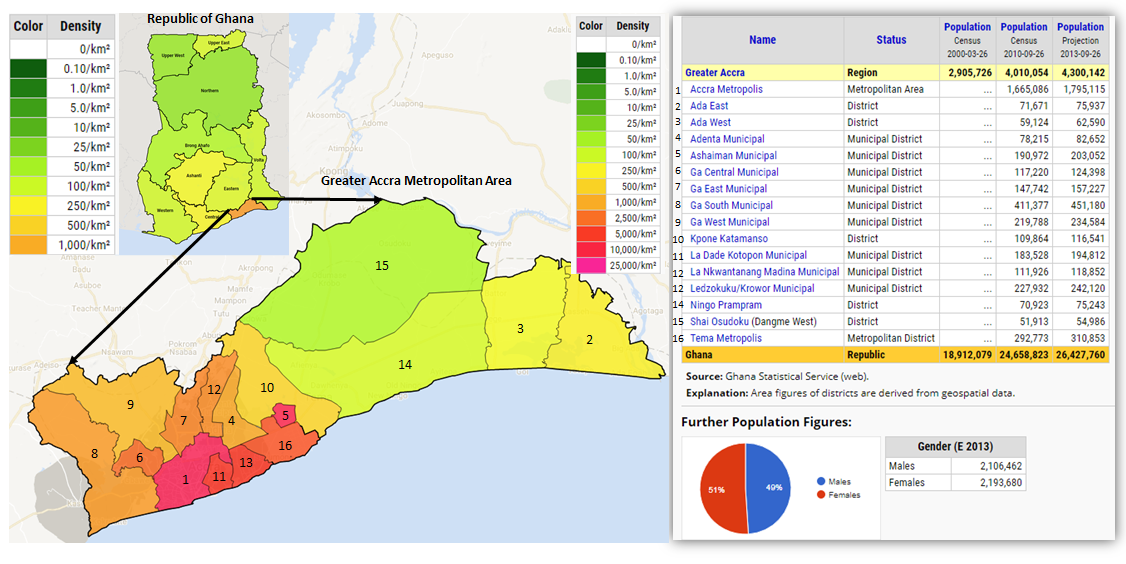 Republic of Ghana
Color Density
0/km²
0.10/km²
1.0/km²
5.0/km²
10/km²
25/km²
50/km²
100/km²
250/km²
500/km²
1,000/km²
Upper West
Upper East
Northern
Brong Ahafo
Volta
Ashanti
Eastern
Western
Central
Greater Accra Metropolitan Area
Color Density
0/km²
0.10/km²
1.0/km²
5.0/km²
10/km²
25/km²
50/km²
100/km²
250/km²
500/km²
1,000/km²
2,500/km²
5,000/km²
10,000/km²
25,000/km²
Adakl
Apeguso
Juapong
Akosombo
Adome
Atimpoku
Kpong
Amanase
Badu
Asuboe
Teacher Mant
Akropong
Mamfe
Mampon
Tutu
Nsawam
Pokrom
Nsabaa
Adeiso
Agotaga
15
3
2
14
10
12
9
7
4
5
8
6
16
13
1
11
Name Status Population Population Population
Census Census Projection
2000-03-26 2010-09-26 2013-09-26
Greater Accra Region 2,905,726 4,010,054 4,300,142
1 Accra Metropolis Metropolitan Area ... 1,665,086 1,795,115
2 Ada East District ... 71,671 75,937
3 Ada West District ... 59,124 62,590
4 Adenta Municipal Municipal District ... 78,215 82,652
5 Ashaiman Municipal Municipal District ... 190,972 203,052
6 Ga Central Municipal Municipal District ... 117,220 124,398
7 Ga East Municipal Municipal District ... 147,742 157,227
8 Ga South Municipal Municipal District ... 411,377 451,180
9 Ga West Municipal Municipal District ... 219,788 234,584
10 Kpone Katamanso District ... 109,864 116,541
11 La Dade Kotopon Municipal Municipal District ... 183,528 194,812
12 La Nkwantanang Madina Municipal Municipal District ... 111,926 118,852
12 Ledzokuku/Krowor Municipal Municipal District ... 227,932 242,120
14 Ningo Prampram District ... 70,923 75,243
15 Shai Osudoku (Dangme West) District ... 51,913 54,986
16 Tema Metropolis Metropolitan District ... 292,773 310,853
Ghana Republic 18,912,079 24,658,823 26,427,760
Source: Ghana Statistical Service (web).
Explanation: Area figures of districts are derived from geospatial data.
Further Population Figures:
51%
49%
Males
Females
Gender (E 2013)
Males 2,106,462
Females 2,193,680